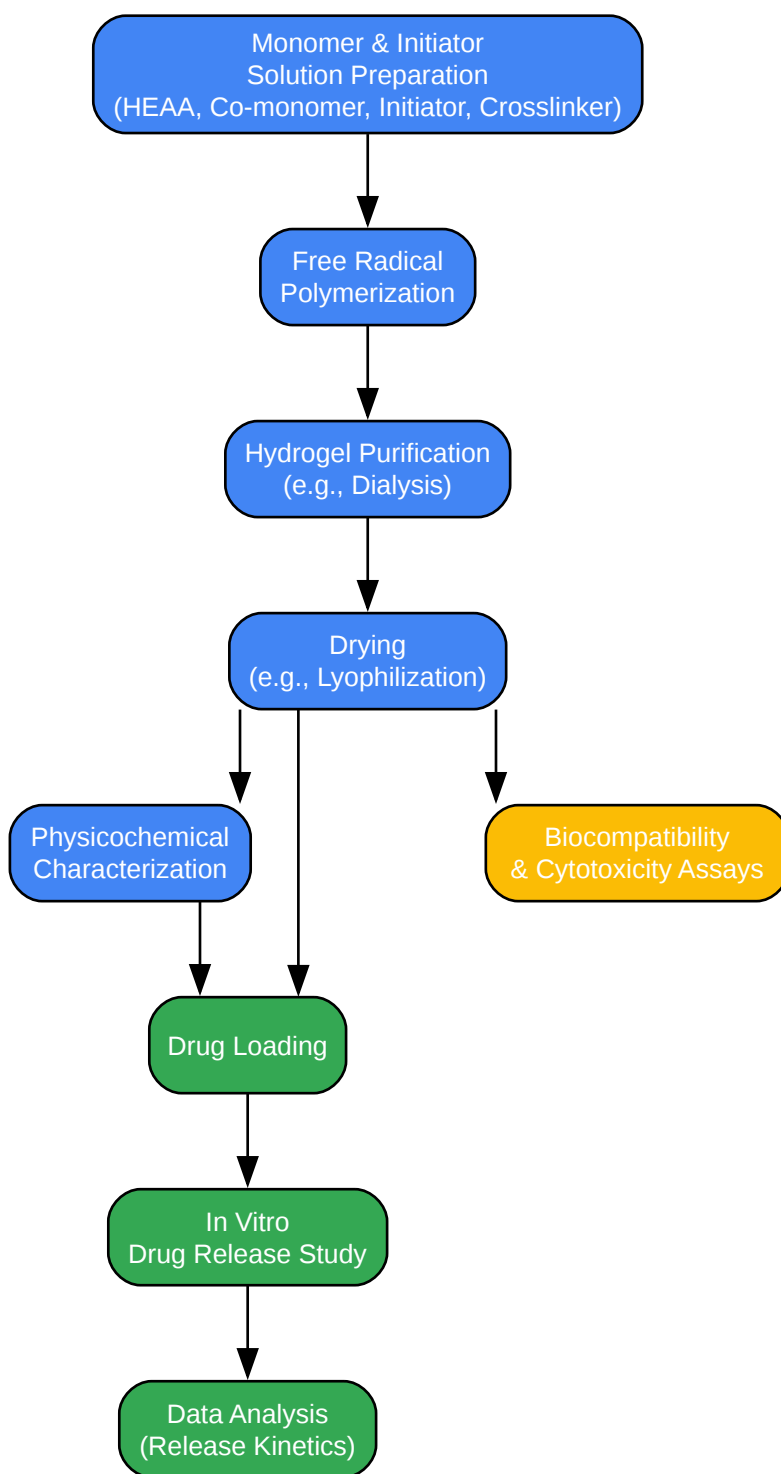 Monomer & Initiator
Solution Preparation
(HEAA, Co-monomer, Initiator, Crosslinker)
Free Radical
Polymerization
Hydrogel Purification
(e.g., Dialysis)
Drying
(e.g., Lyophilization)
Physicochemical
Characterization
Biocompatibility
& Cytotoxicity Assays
Drug Loading
In Vitro
Drug Release Study
Data Analysis
(Release Kinetics)